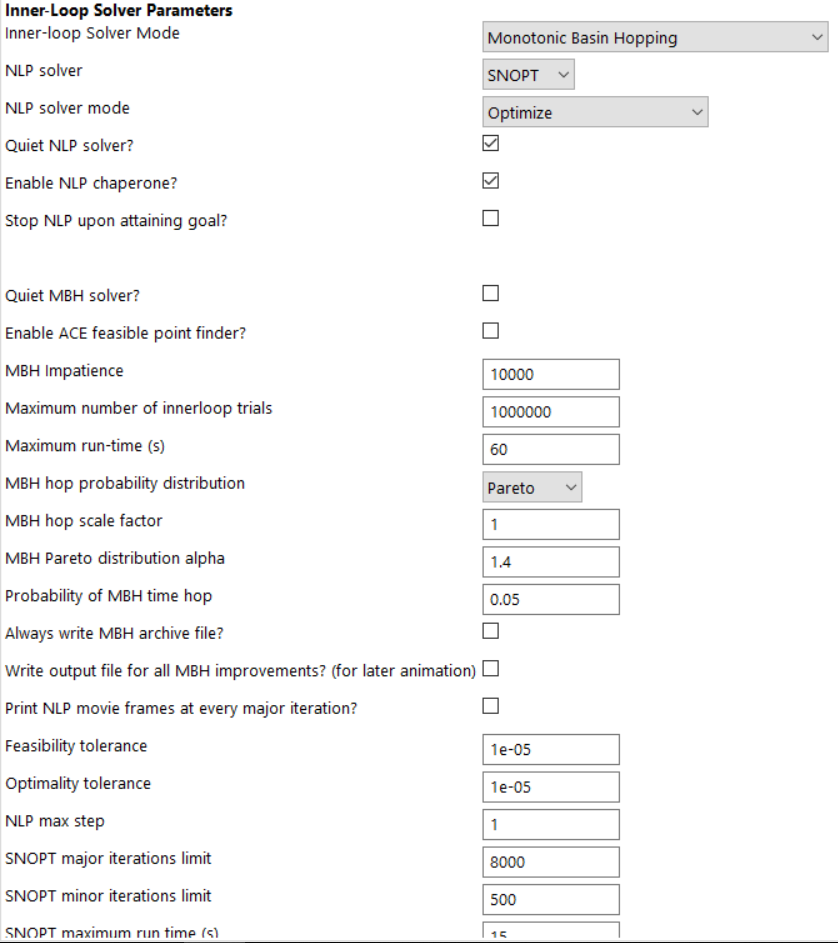 Inner-Loop Solver Parameters
Inner-loop Solver Mode Monotonic Basin Hopping
NLP solver SNOPT
NLP solver mode Optimize
Quiet NLP solver?
Enable NLP chaperone?
Stop NLP upon attaining goal?
Quiet MBH solver?
Enable ACE feasible point finder?
MBH Impatience 10000
Maximum number of innerloop trials 1000000
Maximum run-time (s) 60
MBH hop probability distribution Pareto
MBH hop scale factor 1
MBH Pareto distribution alpha 1.4
Probability of MBH time hop 0.05
Always write MBH archive file?
Write output file for all MBH improvements? (for later animation)
Print NLP movie frames at every major iteration?
Feasibility tolerance 1e-05
Optimality tolerance 1e-05
NLP max step 1
SNOPT major iterations limit 8000
SNOPT minor iterations limit 500
SNOPT maximum run time (s) 15